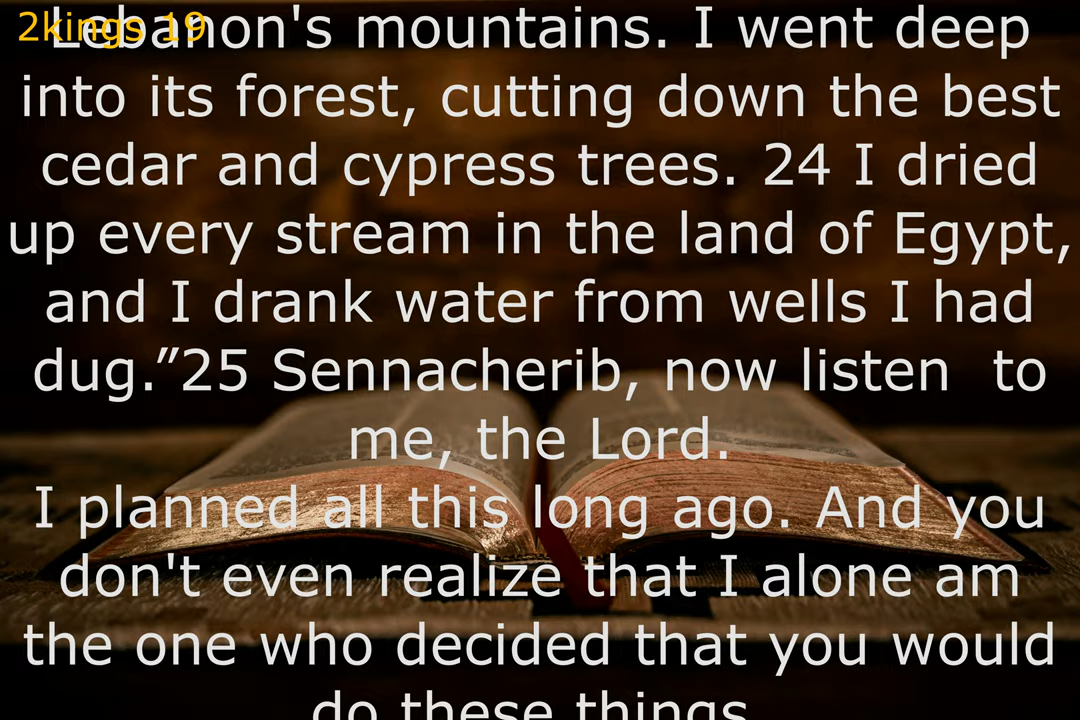 2kings 19
Lebanon's mountains. I went deep
into its forest, cutting down the best
cedar and cypress trees. 24 I dried
up every stream in the land of Egypt,
and I drank water from wells I had
dug.”25 Sennacherib, now listen  to
me, the Lord.
I planned all this long ago. And you
don't even realize that I alone am
the one who decided that you would
do these things.